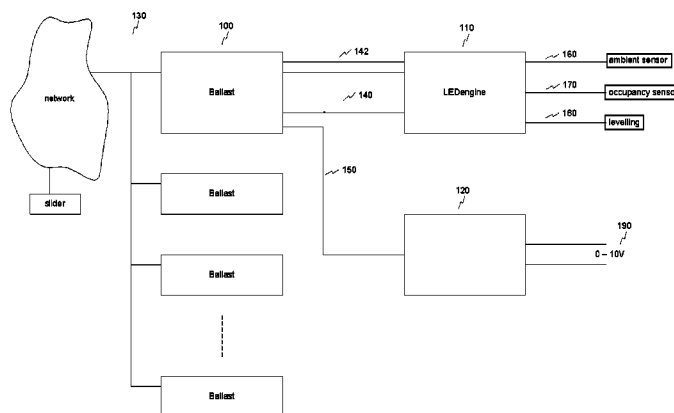 130
100
110
142
160
ambient sensor
network
Ballast
140
LEDengine
170
occupancy senso
160
levelling
150
slider
Ballast
120
190
0 – 10V
Ballast
Ballast